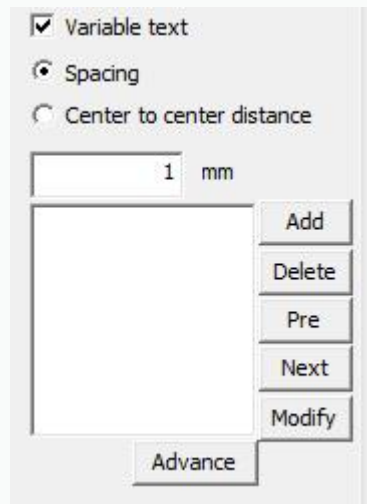 Variable text
Spacing
Center to center distance
1 mm
Add
Delete
Pre
Next
Modify
Advance